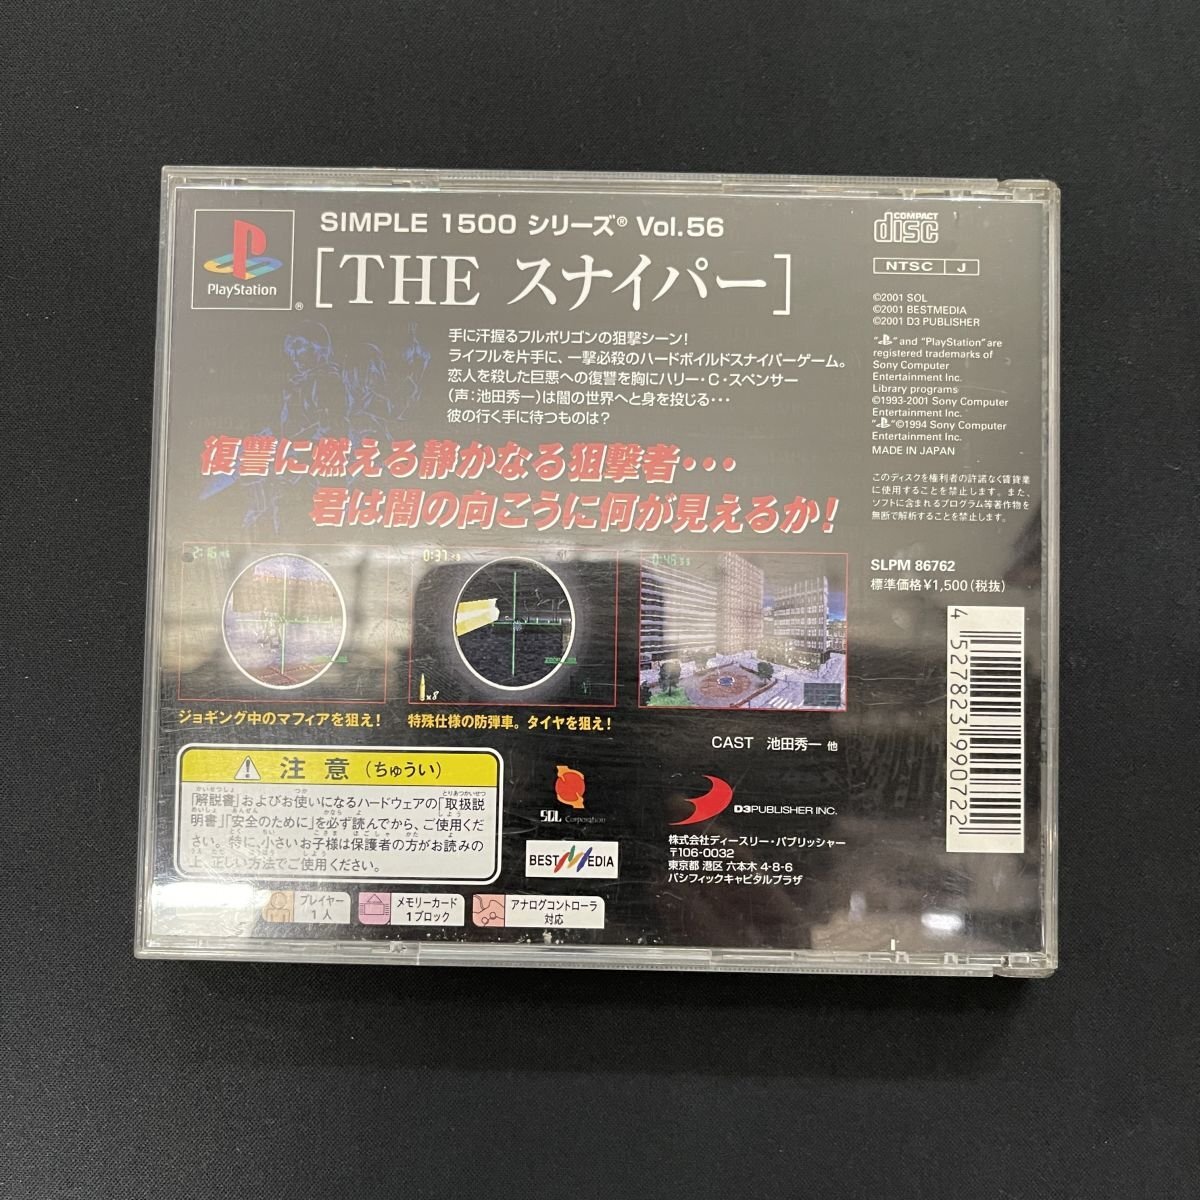 PlayStation
®
SIMPLE 1500 シリーズ® Vol.56
[THE スナイパー]
手に汗握るフルポリゴンの狙撃シーン!
ライフルを片手に、一撃必殺のハードボイルドスナイパーゲーム。
恋人を殺した巨悪への復讐を胸にハリー・C・スペンサー
(声:池田秀一)は闇の世界へと身を投じる・・・
彼の行く手に待つものは?
復讐に燃える静かなる狙撃者・・・
君は闇の向こうに何が見えるか!
0:37
x8
ジョギング中のマフィアを狙え!
特殊仕様の防弾車。タイヤを狙え!
CAST 池田秀一 他
注意(ちゅうい)
「解説書」およびお使いになるハードウェアの「取扱説
明書」「安全のために」を必ず読んでから、ご使用くだ
さい。特に、小さいお子様は保護者の方がお読みの
上、正しい方法でご使用ください。
プレイヤー
1人
メモリーカード
1ブロック
アナログコントローラ
対応
SOL Corporation
BEST MEDIA
D3PUBLISHER INC.
株式会社ディースリー・パブリッシャー
〒106-0032
東京都 港区 六本木 4-8-6
パシフィックキャピタルプラザ
COMPACT
disc
NTSC J
©2001 SOL
©2001 BESTMEDIA
©2001 D3 PUBLISHER
" " and "PlayStation" are
registered trademarks of
Sony Computer
Entertainment Inc.
Library programs
©1993-2001 Sony Computer
Entertainment Inc.
" " ©1994 Sony Computer
Entertainment Inc.
MADE IN JAPAN
このディスクを権利者の許諾なく賃貸業
に使用することを禁止します。また、
ソフトに含まれるプログラム等著作物を
無断で解析することを禁止します。
SLPM 86762
標準価格¥1,500(税抜)
4 527823 990722